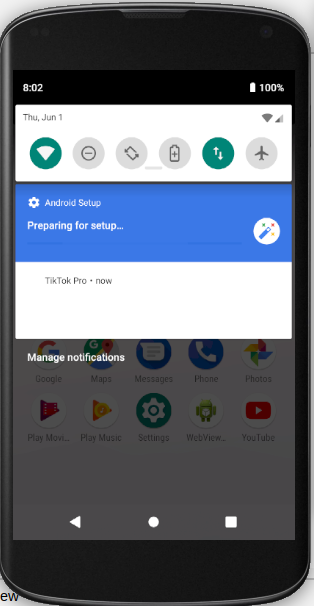 8:02
100%
Thu, Jun 1
Android Setup
Preparing for setup...
TikTok Pro • now
Manage notifications
Google Maps Messages Phone Photos
Play Movi... Play Music Settings WebView... YouTube
ew